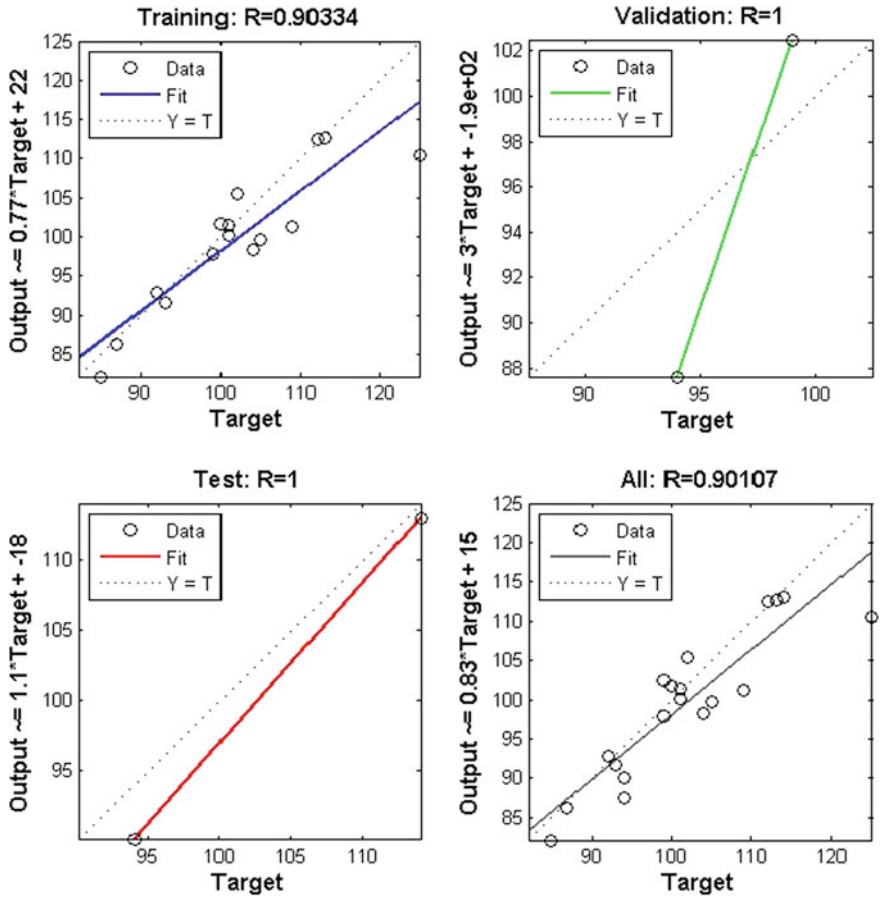 Training: R=0.90334
Output ~= 0.77*Target + 22
125
120
115
110
105
100
95
90
85
Data
Fit
Y = T
90
100
110
120
Target
Validation: R=1
Output ~= 3*Target + -1.9e+02
102
100
98
96
94
92
90
88
Data
Fit
Y = T
90
95
100
Target
Test: R=1
Output ~= 1.1*Target + -18
110
105
100
95
Data
Fit
Y = T
95
100
105
110
Target
All: R=0.90107
Output ~= 0.83*Target + 15
125
120
115
110
105
100
95
90
85
Data
Fit
Y = T
90
100
110
120
Target